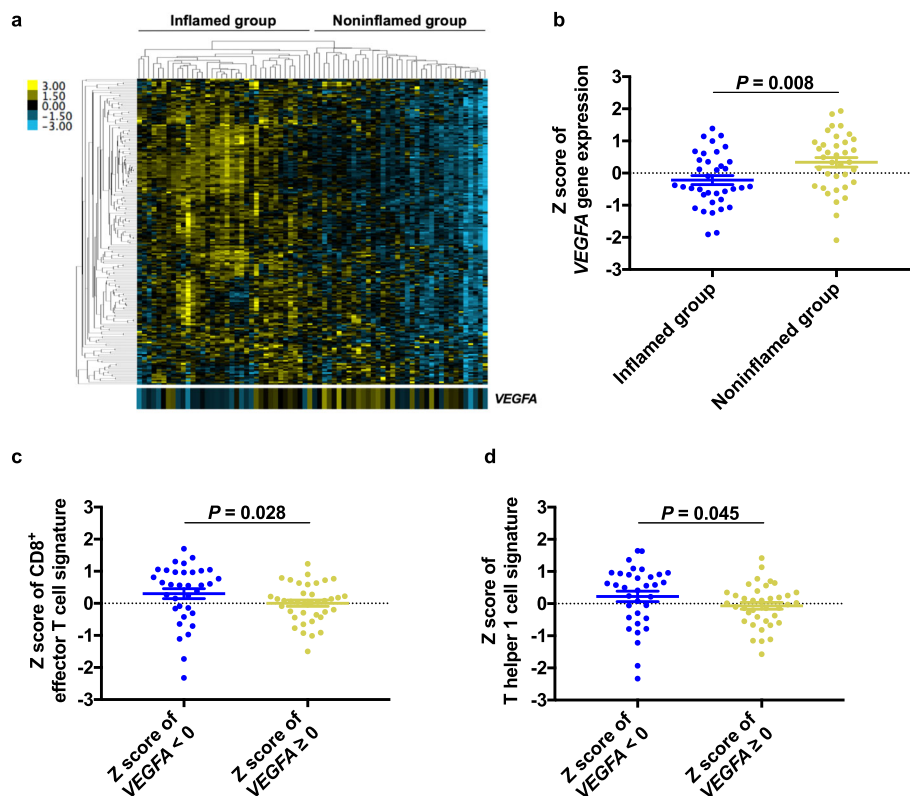 a
Inflamed group
Noninflamed group
3.00
1.50
0.00
−1.50
−3.00
VEGFA
b
P = 0.008
Z score of
VEGFA gene expression
3
2
1
0
-1
-2
-3
Inflamed group
Noninflamed group
c
P = 0.028
Z score of CD8+
effector T cell signature
3
2
1
0
-1
-2
-3
Z score of
VEGFA < 0
Z score of
VEGFA ≥ 0
d
P = 0.045
Z score of
T helper 1 cell signature
3
2
1
0
-1
-2
-3
Z score of
VEGFA < 0
Z score of
VEGFA ≥ 0